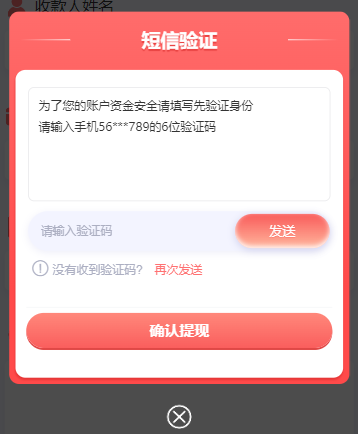 收款人姓名
短信验证
为了您的账户资金安全请填写先验证身份
请输入手机56***789的6位验证码
请输入验证码
发送
没有收到验证码? 再次发送
确认提现